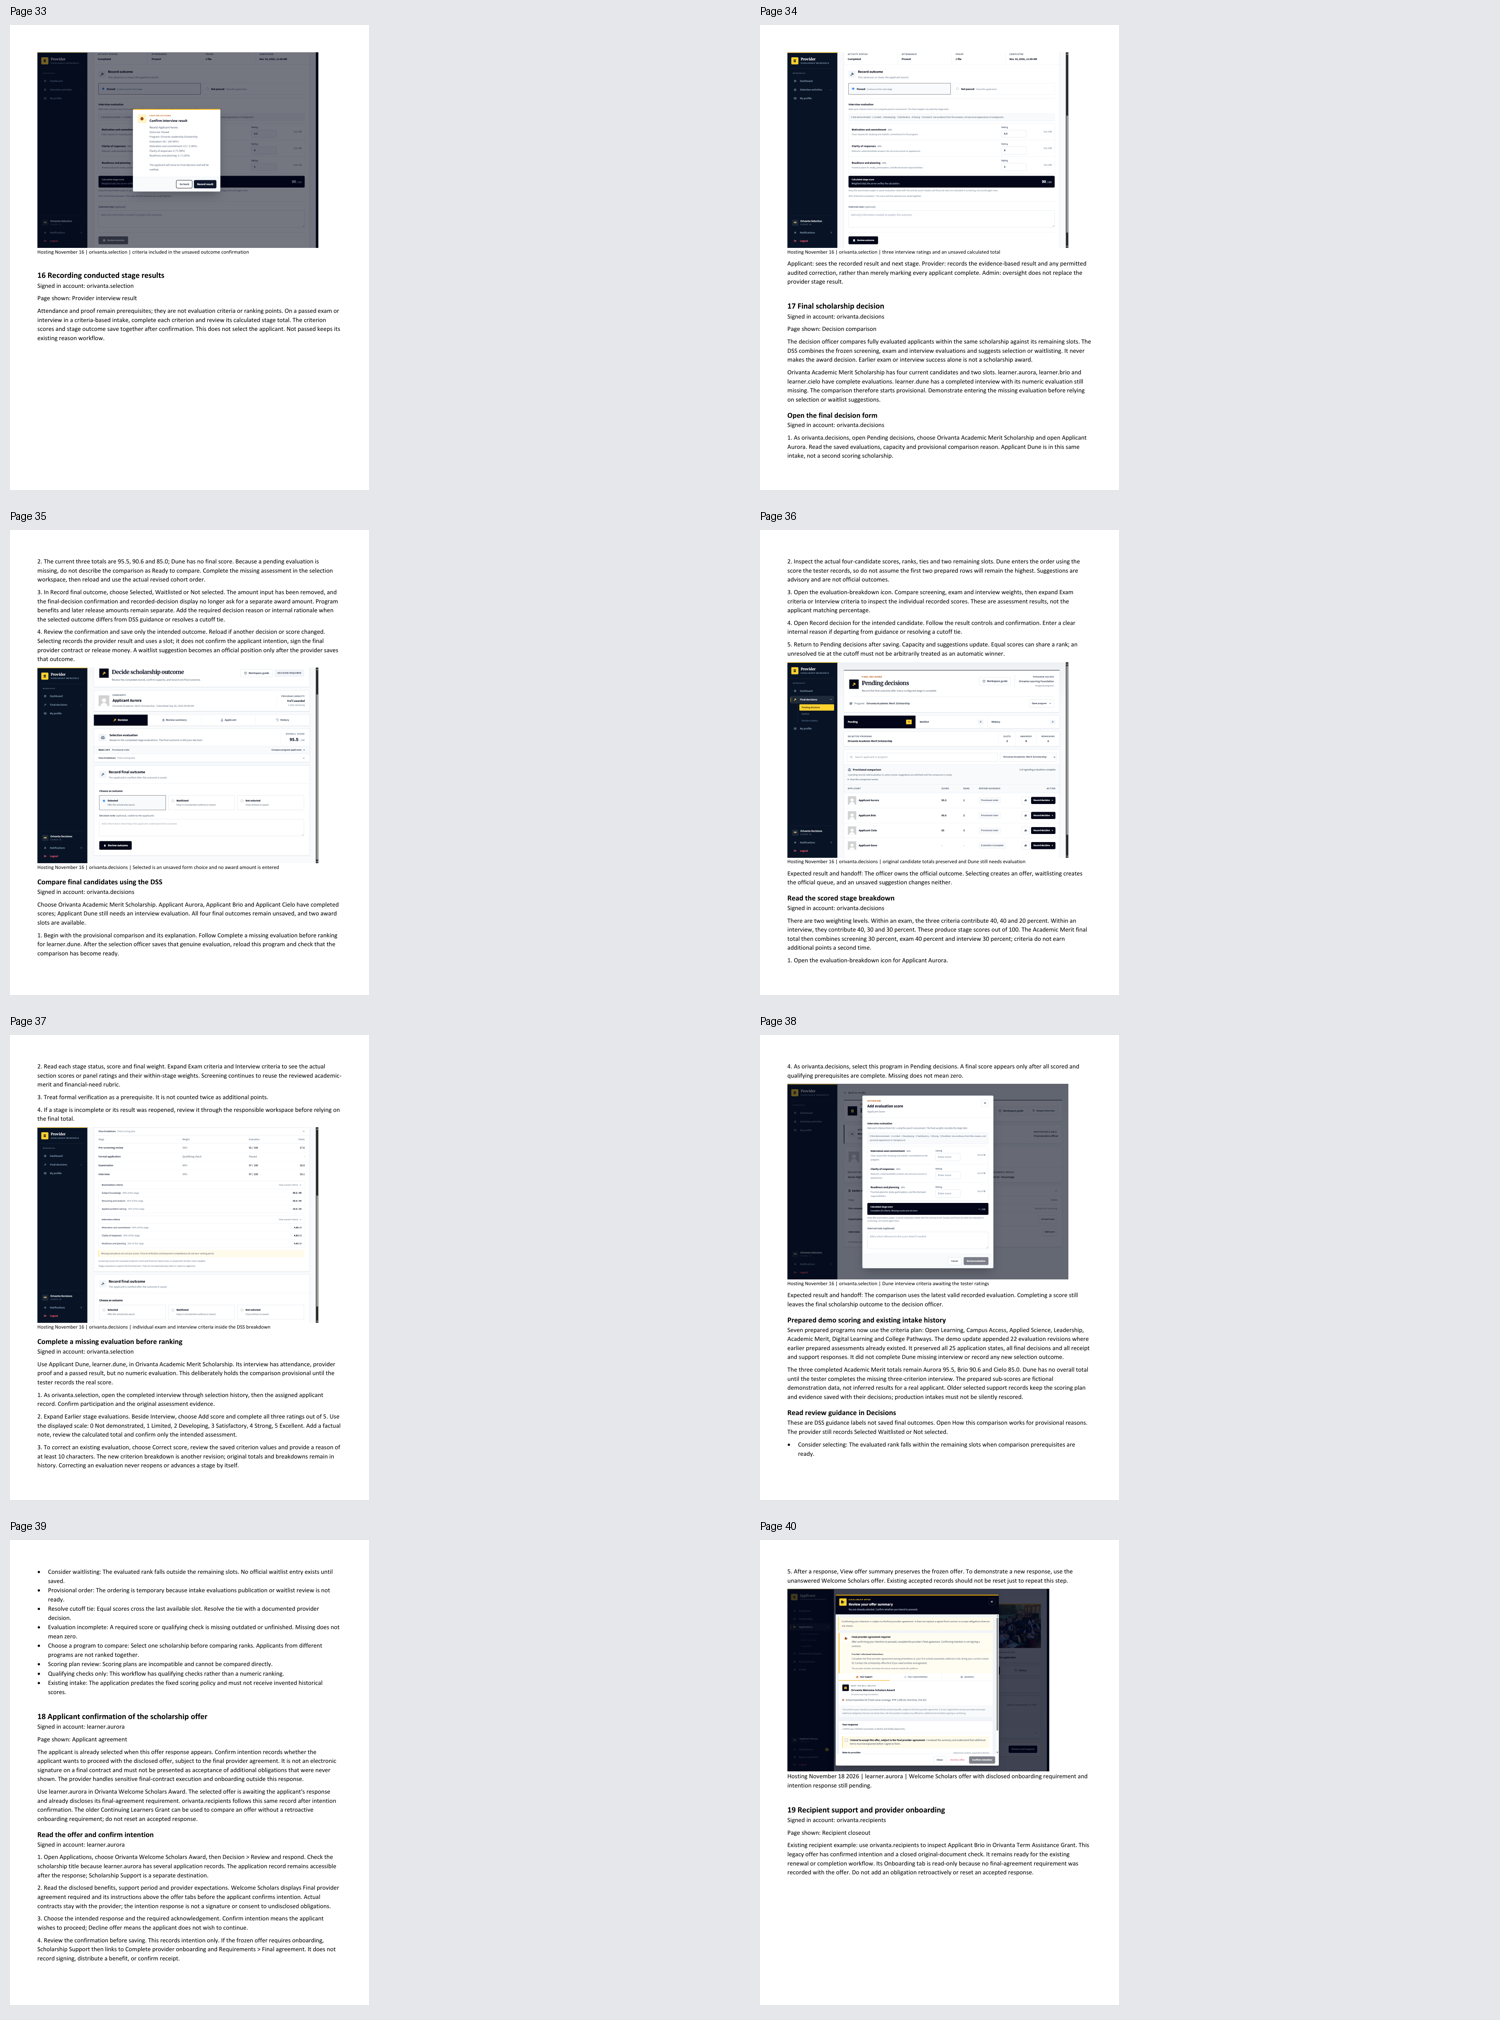 Page 33
Provider
Confirm interview result
Record result
Hosting November 16 | orivanta.selection | criteria included in the unsaved outcome confirmation
16 Recording conducted stage results
Signed in account: orivanta.selection
Page shown: Provider interview result
Attendance and proof remain prerequisites; they are not evaluation criteria or ranking points. On a passed exam or
interview in a criteria-based intake, complete each criterion and review its calculated stage total. The criterion
scores and stage outcome save together after confirmation. This does not select the applicant. Not passed keeps its
existing reason workflow.
Page 34
Provider
Record outcome
Passed
Not passed
Interview evaluation
Motivation and commitment
Clarity of responses
Readiness and planning
Calculated stage score
Hosting November 16 | orivanta.selection | three interview ratings and an unsaved calculated total
Applicant: sees the recorded result and next stage. Provider: records the evidence-based result and any permitted
audited correction, rather than merely marking every applicant complete. Admin: oversight does not replace the
provider stage result.
17 Final scholarship decision
Signed in account: orivanta.decisions
Page shown: Decision comparison
The decision officer compares fully evaluated applicants within the same scholarship against its remaining slots. The
DSS combines the frozen screening, exam and interview evaluations and suggests selection or waitlisting. It never
makes the award decision. Earlier exam or interview success alone is not a scholarship award.
Orivanta Academic Merit Scholarship has four current candidates and two slots. learner.aurora, learner.brio and
learner.cielo have complete evaluations. learner.dune has a completed interview with its numeric evaluation still
missing. The comparison therefore starts provisional. Demonstrate entering the missing evaluation before relying
on selection or waitlist suggestions.
Open the final decision form
Signed in account: orivanta.decisions
1. As orivanta.decisions, open Pending decisions, choose Orivanta Academic Merit Scholarship and open Applicant
Aurora. Read the saved evaluations, capacity and provisional comparison reason. Applicant Dune is in this same
intake, not a second scoring scholarship.
Page 35
2. The current three totals are 95.5, 90.6 and 85.0; Dune has no final score. Because a pending evaluation is
missing, do not describe the comparison as Ready to compare. Complete the missing assessment in the selection
workspace, then reload and use the actual revised cohort order.
3. In Record final outcome, choose Selected, Waitlisted or Not selected. The amount input has been removed, and
the final-decision confirmation and recorded-decision display no longer ask for a separate award amount. Program
benefits and later release amounts remain separate. Add the required decision reason or internal rationale when
the selected outcome differs from DSS guidance or resolves a cutoff tie.
4. Review the confirmation and save only the intended outcome. Reload if another decision or score changed.
Selecting records the provider result and uses a slot; it does not confirm the applicant intention, sign the final
provider contract or release money. A waitlist suggestion becomes an official position only after the provider saves
that outcome.
Provider
Decide scholarship outcome
Applicant Aurora
Selection evaluation
95.5
Record final outcome
Selected
Waitlisted
Not selected
Review outcome
Hosting November 16 | orivanta.decisions | Selected is an unsaved form choice and no award amount is entered
Compare final candidates using the DSS
Signed in account: orivanta.decisions
Choose Orivanta Academic Merit Scholarship. Applicant Aurora, Applicant Brio and Applicant Cielo have completed
scores; Applicant Dune still needs an interview evaluation. All four final outcomes remain unsaved, and two award
slots are available.
1. Begin with the provisional comparison and its explanation. Follow Complete a missing evaluation before ranking
for learner.dune. After the selection officer saves that genuine evaluation, reload this program and check that the
comparison has become ready.
Page 36
2. Inspect the actual four-candidate scores, ranks, ties and two remaining slots. Dune enters the order using the
score the tester records, so do not assume the first two prepared rows will remain the highest. Suggestions are
advisory and are not official outcomes.
3. Open the evaluation-breakdown icon. Compare screening, exam and interview weights, then expand Exam
criteria or Interview criteria to inspect the individual recorded scores. These are assessment results, not the
applicant matching percentage.
4. Open Record decision for the intended candidate. Follow the result controls and confirmation. Enter a clear
internal reason if departing from guidance or resolving a cutoff tie.
5. Return to Pending decisions after saving. Capacity and suggestions update. Equal scores can share a rank; an
unresolved tie at the cutoff must not be arbitrarily treated as an automatic winner.
Provider
Pending decisions
Pending
Applicant Aurora
Applicant Brio
Applicant Cielo
Applicant Dune
Hosting November 16 | orivanta.decisions | original candidate totals preserved and Dune still needs evaluation
Expected result and handoff: The officer owns the official outcome. Selecting creates an offer, waitlisting creates
the official queue, and an unsaved suggestion changes neither.
Read the scored stage breakdown
Signed in account: orivanta.decisions
There are two weighting levels. Within an exam, the three criteria contribute 40, 40 and 20 percent. Within an
interview, they contribute 40, 30 and 30 percent. These produce stage scores out of 100. The Academic Merit final
total then combines screening 30 percent, exam 40 percent and interview 30 percent; criteria do not earn
additional points a second time.
1. Open the evaluation-breakdown icon for Applicant Aurora.
Page 37
2. Read each stage status, score and final weight. Expand Exam criteria and Interview criteria to see the actual
section scores or panel ratings and their within-stage weights. Screening continues to reuse the reviewed academic-
merit and financial-need rubric.
3. Treat formal verification as a prerequisite. It is not counted twice as additional points.
4. If a stage is incomplete or its result was reopened, review it through the responsible workspace before relying on
the final total.
Provider
Record final outcome
Hosting November 16 | orivanta.decisions | individual exam and interview criteria inside the DSS breakdown
Complete a missing evaluation before ranking
Signed in account: orivanta.selection
Use Applicant Dune, learner.dune, in Orivanta Academic Merit Scholarship. Its interview has attendance, provider
proof and a passed result, but no numeric evaluation. This deliberately holds the comparison provisional until the
tester records the real score.
1. As orivanta.selection, open the completed interview through selection history, then the assigned applicant
record. Confirm participation and the original assessment evidence.
2. Expand Earlier stage evaluations. Beside Interview, choose Add score and complete all three ratings out of 5. Use
the displayed scale: 0 Not demonstrated, 1 Limited, 2 Developing, 3 Satisfactory, 4 Strong, 5 Excellent. Add a factual
note, review the calculated total and confirm only the intended assessment.
3. To correct an existing evaluation, choose Correct score, review the saved criterion values and provide a reason of
at least 10 characters. The new criterion breakdown is another revision; original totals and breakdowns remain in
history. Correcting an evaluation never reopens or advances a stage by itself.
Page 38
4. As orivanta.decisions, select this program in Pending decisions. A final score appears only after all scored and
qualifying prerequisites are complete. Missing does not mean zero.
Provider
Add evaluation score
Hosting November 16 | orivanta.selection | Dune interview criteria awaiting the tester ratings
Expected result and handoff: The comparison uses the latest valid recorded evaluation. Completing a score still
leaves the final scholarship outcome to the decision officer.
Prepared demo scoring and existing intake history
Seven prepared programs now use the criteria plan: Open Learning, Campus Access, Applied Science, Leadership,
Academic Merit, Digital Learning and College Pathways. The demo update appended 22 evaluation revisions where
earlier prepared assessments already existed. It preserved all 25 application states, all final decisions and all receipt
and support responses. It did not complete Dune missing interview or record any new selection outcome.
The three completed Academic Merit totals remain Aurora 95.5, Brio 90.6 and Cielo 85.0. Dune has no overall total
until the tester completes the missing three-criterion interview. The prepared sub-scores are fictional
demonstration data, not inferred results for a real applicant. Older selected support records keep the scoring plan
and evidence saved with their decisions; production intakes must not be silently rescored.
Read review guidance in Decisions
These are DSS guidance labels not saved final outcomes. Open How this comparison works for provisional reasons.
The provider still records Selected Waitlisted or Not selected.
• Consider selecting: The evaluated rank falls within the remaining slots when comparison prerequisites are
ready.
Page 39
• Consider waitlisting: The evaluated rank falls outside the remaining slots. No official waitlist entry exists until
saved.
• Provisional order: The ordering is temporary because intake evaluations publication or waitlist review is not
ready.
• Resolve cutoff tie: Equal scores cross the last available slot. Resolve the tie with a documented provider
decision.
• Evaluation incomplete: A required score or qualifying check is missing outdated or unfinished. Missing does not
mean zero.
• Choose a program to compare: Select one scholarship before comparing ranks. Applicants from different
programs are not ranked together.
• Scoring plan review: Scoring plans are incompatible and cannot be compared directly.
• Qualifying checks only: This workflow has qualifying checks rather than a numeric ranking.
• Existing intake: The application predates the fixed scoring policy and must not receive invented historical
scores.
18 Applicant confirmation of the scholarship offer
Signed in account: learner.aurora
Page shown: Applicant agreement
The applicant is already selected when this offer response appears. Confirm intention records whether the
applicant wants to proceed with the disclosed offer, subject to the final provider agreement. It is not an electronic
signature on a final contract and must not be presented as acceptance of additional obligations that were never
shown. The provider handles sensitive final-contract execution and onboarding outside this response.
Use learner.aurora in Orivanta Welcome Scholars Award. The selected offer is awaiting the applicant's response
and already discloses its final-agreement requirement. orivanta.recipients follows this same record after intention
confirmation. The older Continuing Learners Grant can be used to compare an offer without a retroactive
onboarding requirement; do not reset an accepted response.
Read the offer and confirm intention
Signed in account: learner.aurora
1. Open Applications, choose Orivanta Welcome Scholars Award, then Decision > Review and respond. Check the
scholarship title because learner.aurora has several application records. The application record remains accessible
after the response; Scholarship Support is a separate destination.
2. Read the disclosed benefits, support period and provider expectations. Welcome Scholars displays Final provider
agreement required and its instructions above the offer tabs before the applicant confirms intention. Actual
contracts stay with the provider; the intention response is not a signature or consent to undisclosed obligations.
3. Choose the intended response and the required acknowledgement. Confirm intention means the applicant
wishes to proceed; Decline offer means the applicant does not wish to continue.
4. Review the confirmation before saving. This records intention only. If the frozen offer requires onboarding,
Scholarship Support then links to Complete provider onboarding and Requirements > Final agreement. It does not
record signing, distribute a benefit, or confirm receipt.
Page 40
5. After a response, View offer summary preserves the frozen offer. To demonstrate a new response, use the
unanswered Welcome Scholars offer. Existing accepted records should not be reset just to repeat this step.
Review your offer summary
Hosting November 18 2026 | learner.aurora | Welcome Scholars offer with disclosed onboarding requirement and
intention response still pending.
19 Recipient support and provider onboarding
Signed in account: orivanta.recipients
Page shown: Recipient closeout
Existing recipient example: use orivanta.recipients to inspect Applicant Brio in Orivanta Term Assistance Grant. This
legacy offer has confirmed intention and a closed original-document check. It remains ready for the existing
renewal or completion workflow. Its Onboarding tab is read-only because no final-agreement requirement was
recorded with the offer. Do not add an obligation retroactively or reset an accepted response.